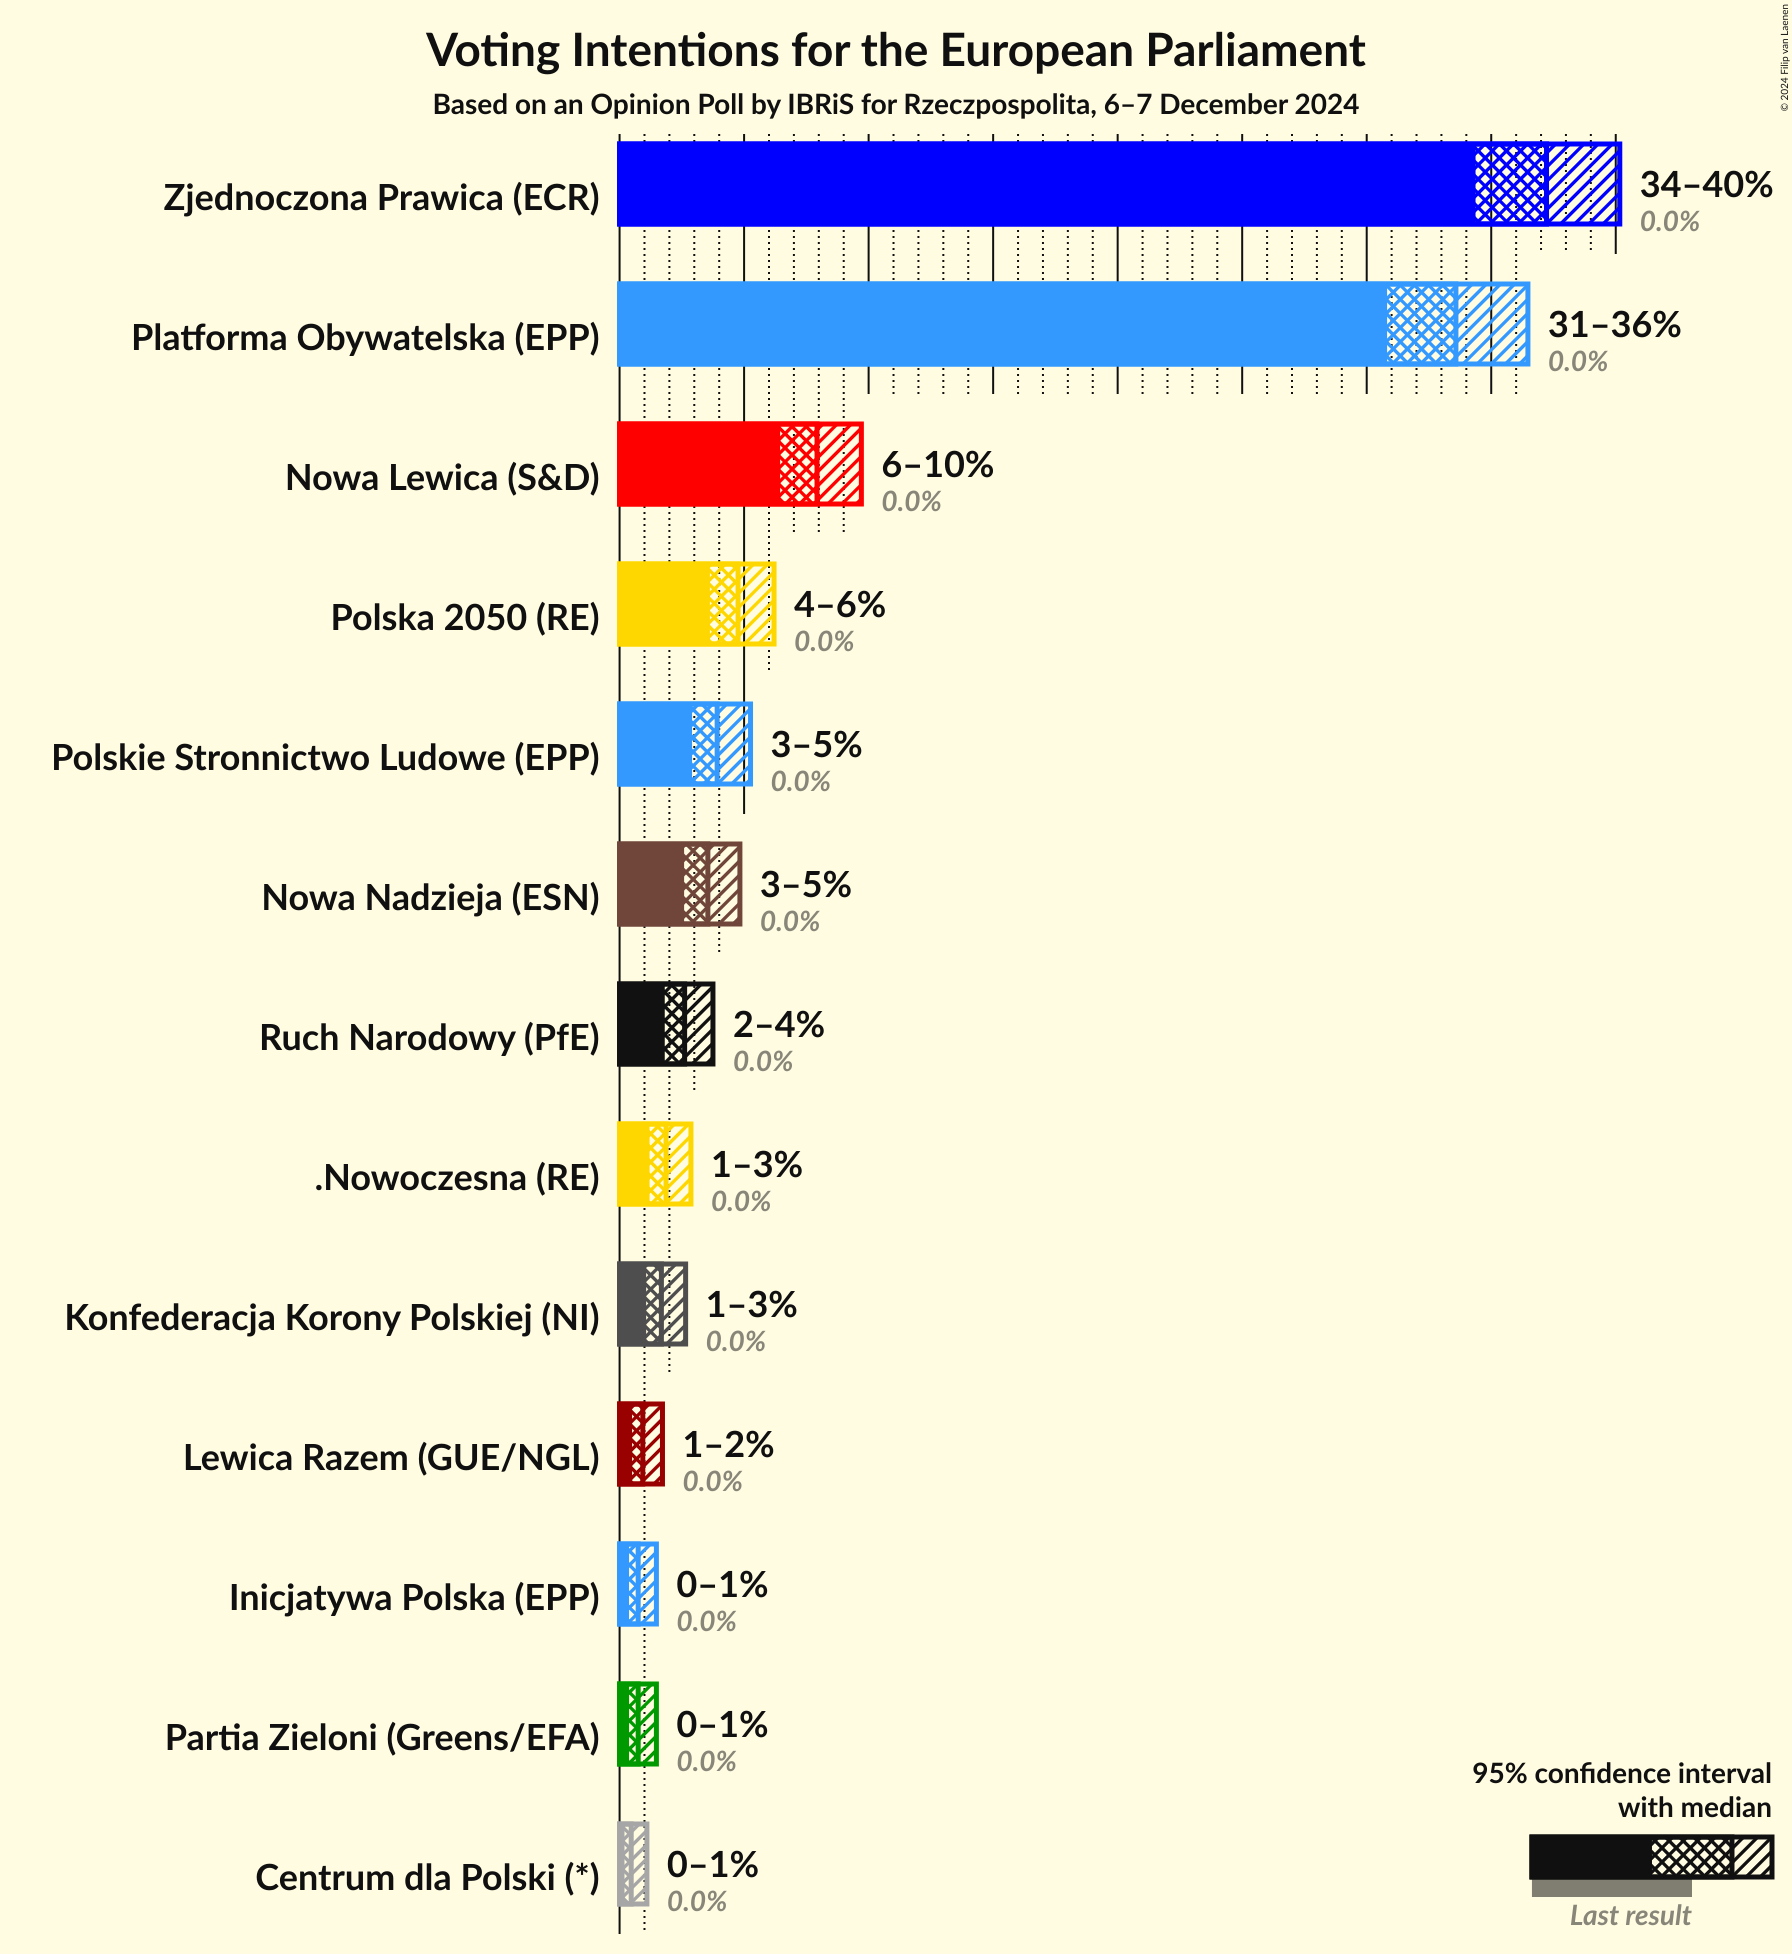 Voting Intentions for the European Parliament
Based on an Opinion Poll by IBRiS for Rzeczpospolita, 6–7 December 2024
© 2024 Filip van Laenen
Zjednoczona Prawica (ECR)
34–40%
0.0%
Platforma Obywatelska (EPP)
31–36%
0.0%
Nowa Lewica (S&D)
6–10%
0.0%
Polska 2050 (RE)
4–6%
0.0%
Polskie Stronnictwo Ludowe (EPP)
3–5%
0.0%
Nowa Nadzieja (ESN)
3–5%
0.0%
Ruch Narodowy (PfE)
2–4%
0.0%
.Nowoczesna (RE)
1–3%
0.0%
Konfederacja Korony Polskiej (NI)
1–3%
0.0%
Lewica Razem (GUE/NGL)
1–2%
0.0%
Inicjatywa Polska (EPP)
0–1%
0.0%
Partia Zieloni (Greens/EFA)
0–1%
0.0%
Centrum dla Polski (*)
0–1%
0.0%
95% confidence interval
with median
Last result